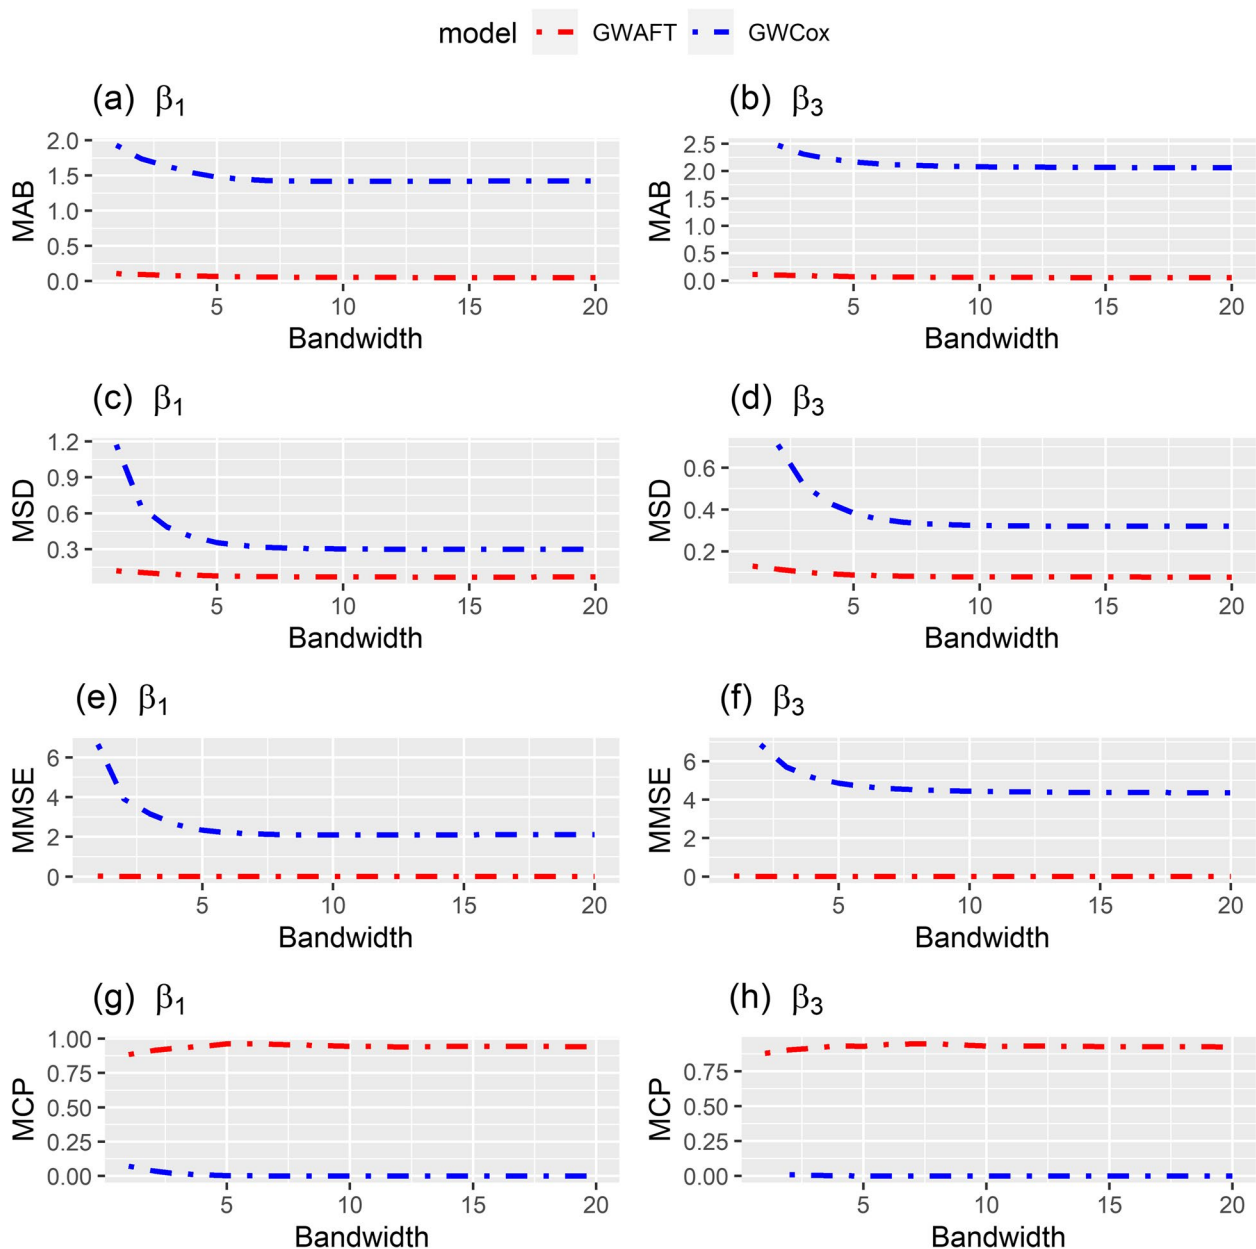 model GWAFT GWCox
(a) β1
(b) β3
MAB
2.0
1.5
1.0
0.5
0.0
5 10 15 20
Bandwidth
MAB
2.5
2.0
1.5
1.0
0.5
0.0
5 10 15 20
Bandwidth
(c) β1
(d) β3
MSD
1.2
0.9
0.6
0.3
5 10 15 20
Bandwidth
MSD
0.6
0.4
0.2
5 10 15 20
Bandwidth
(e) β1
(f) β3
MMSE
6
4
2
0
5 10 15 20
Bandwidth
MMSE
6
4
2
0
5 10 15 20
Bandwidth
(g) β1
(h) β3
MCP
1.00
0.75
0.50
0.25
0.00
5 10 15 20
Bandwidth
MCP
0.75
0.50
0.25
0.00
5 10 15 20
Bandwidth